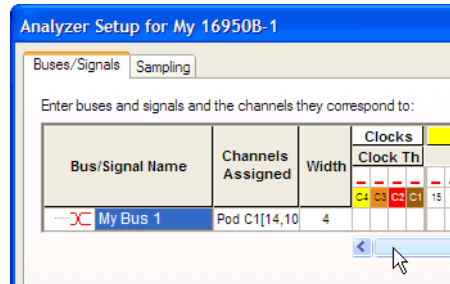 Analyzer Setup for My 16950B-1
Buses/Signals Sampling
Enter buses and signals and the channels they correspond to:
Bus/Signal Name
Channels Assigned
Width
Clocks
Clock Th
C4 C3 C2 C1 15
My Bus 1 Pod C1[14,10 4